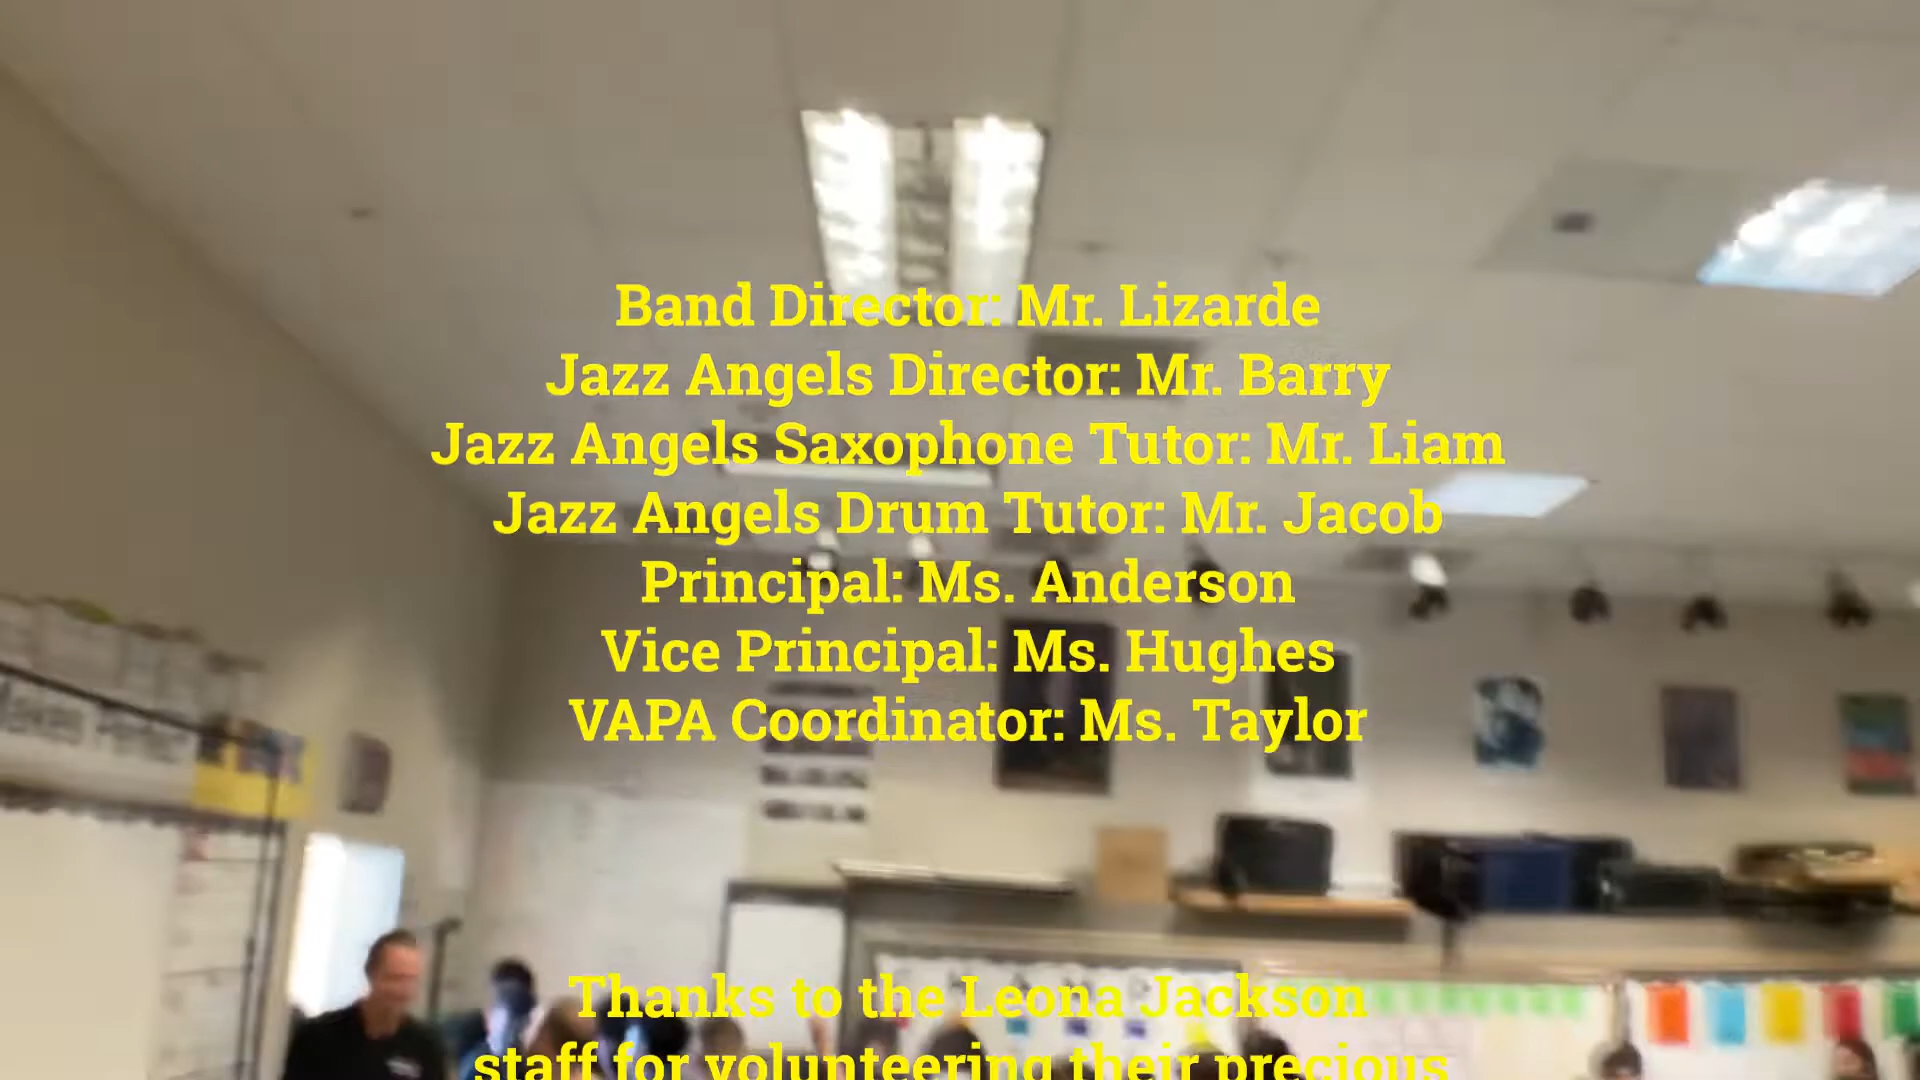 Band Director: Mr. Lizarde
Jazz Angels Director: Mr. Barry
Jazz Angels Saxophone Tutor: Mr. Liam
Jazz Angels Drum Tutor: Mr. Jacob
Principal: Ms. Anderson
Vice Principal: Ms. Hughes
VAPA Coordinator: Ms. Taylor
Thanks to the Leona Jackson
staff for volunteering their precious